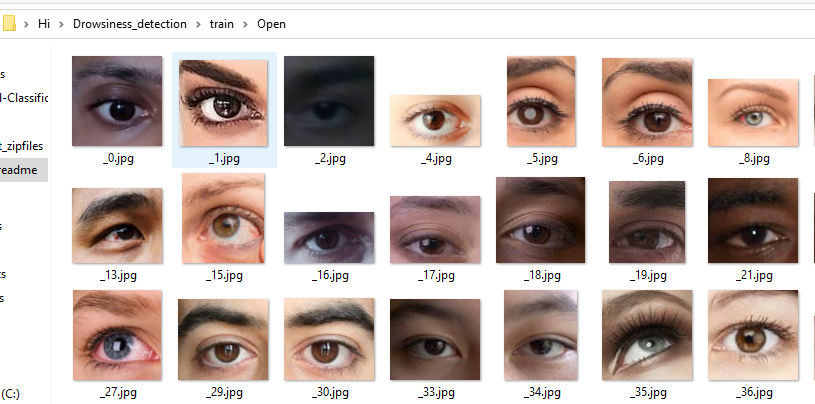 Hi > Drowsiness_detection > train > Open
s
l-Classific
t_zipfiles
readme
s
ts
s
(C:)
_0.jpg _1.jpg _2.jpg _4.jpg _5.jpg _6.jpg _8.jpg
_13.jpg _15.jpg _16.jpg _17.jpg _18.jpg _19.jpg _21.jpg
_27.jpg _29.jpg _30.jpg _33.jpg _34.jpg _35.jpg _36.jpg